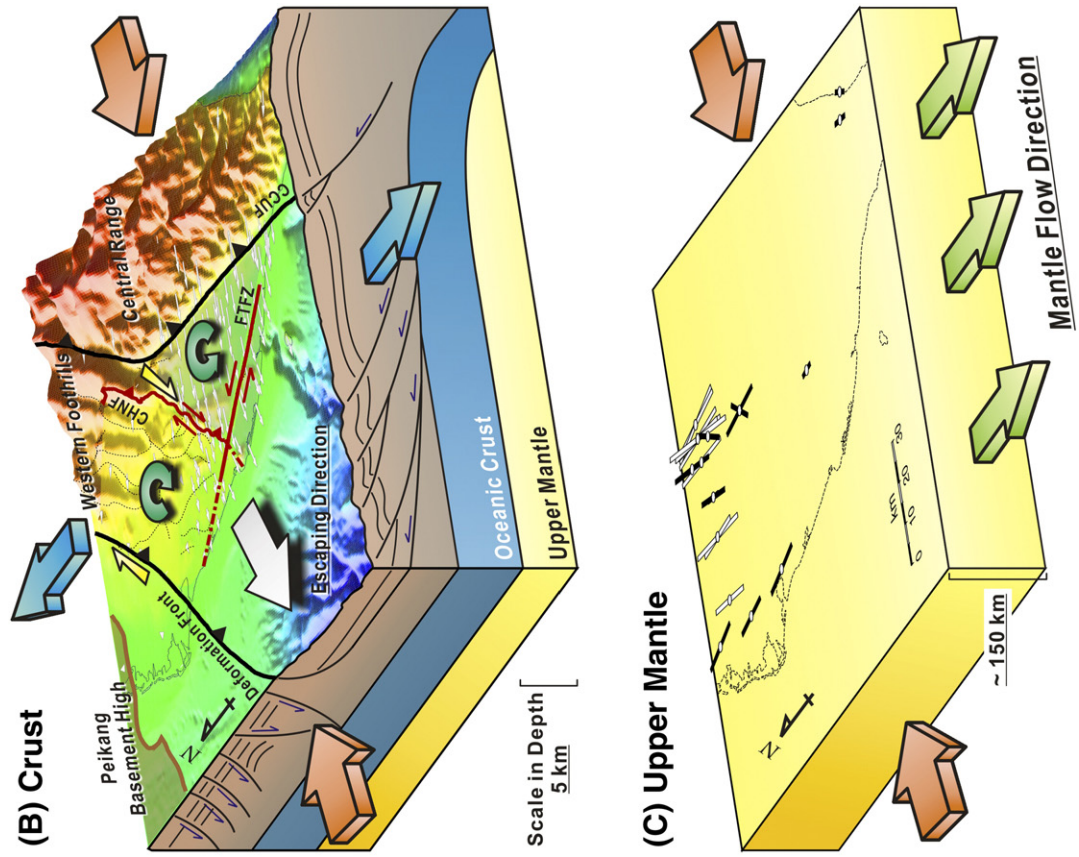 (B) Crust
Peikang
Basement High
Western Foothills
Central Range
CHNF
CCUF
FTFZ
Deformation Front
N
Escaping Direction
Oceanic Crust
Upper Mantle
Scale in Depth
5 km
(C) Upper Mantle
N
0 10 20 30
km
~150 km
Mantle Flow Direction